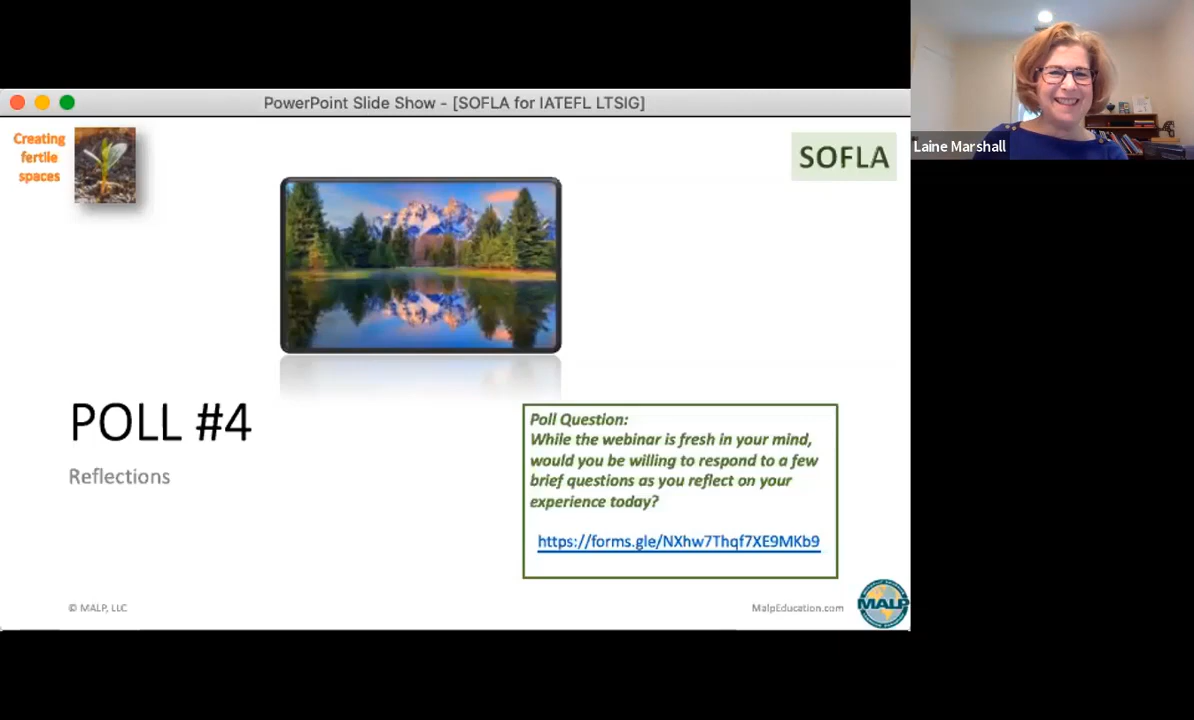 PowerPoint Slide Show - [SOFLA for IATEFL LTSIG]
Creating
fertile
spaces
SOFLA
Laine Marshall
POLL #4
Reflections
Poll Question:
While the webinar is fresh in your mind,
would you be willing to respond to a few
brief questions as you reflect on your
experience today?
https://forms.gle/NXhw7Thqf7XE9MKb9
© MALP, LLC
MalpEducation.com
MALP